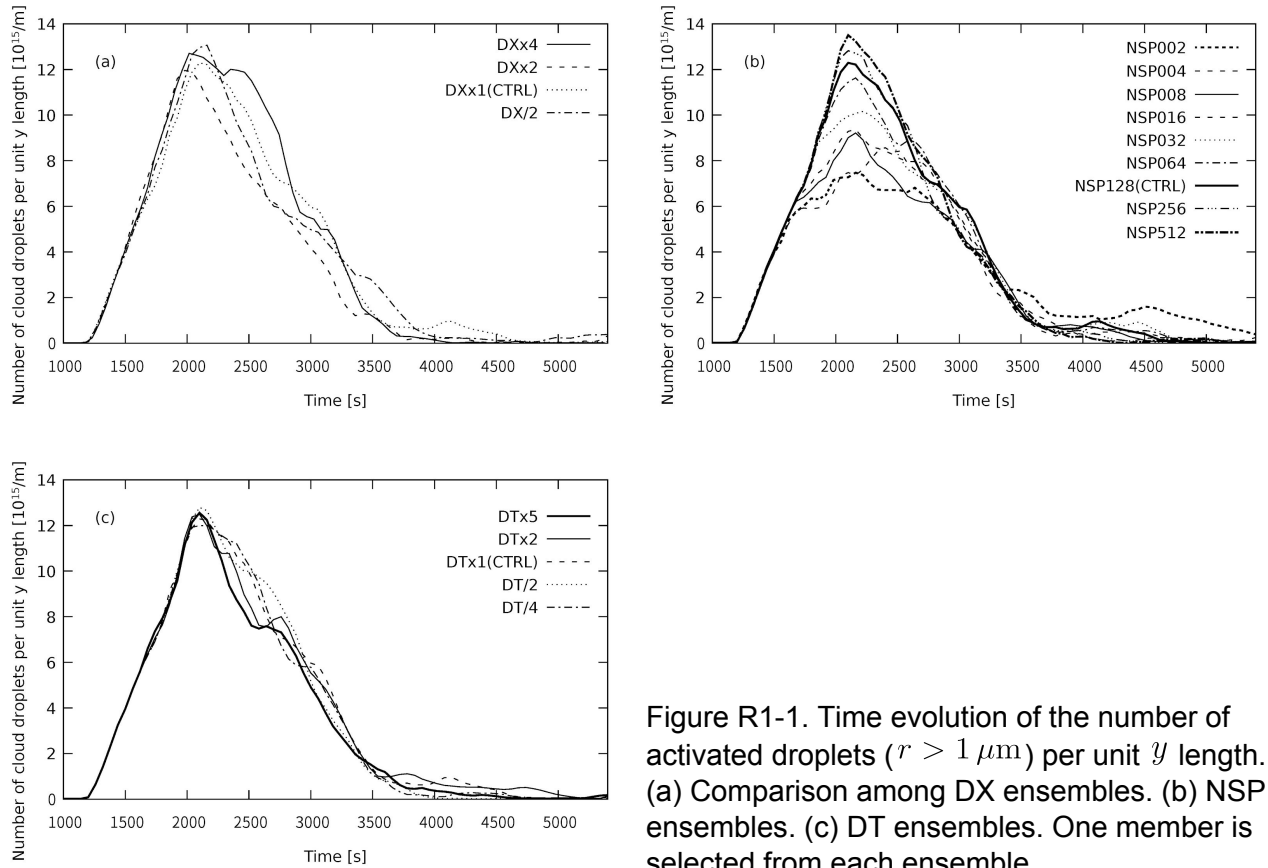 Number of cloud droplets per unit y length [10¹⁵/m]
14
12
10
8
6
4
2
0
(a)
DXx4
DXx2
DXx1(CTRL)
DX/2
1000 1500 2000 2500 3000 3500 4000 4500 5000
Time [s]
Number of cloud droplets per unit y length [10¹⁵/m]
14
12
10
8
6
4
2
0
(b)
NSP002
NSP004
NSP008
NSP016
NSP032
NSP064
NSP128(CTRL)
NSP256
NSP512
1000 1500 2000 2500 3000 3500 4000 4500 5000
Time [s]
Number of cloud droplets per unit y length [10¹⁵/m]
14
12
10
8
6
4
2
0
(c)
DTx5
DTx2
DTx1(CTRL)
DT/2
DT/4
1000 1500 2000 2500 3000 3500 4000 4500 5000
Time [s]
Figure R1-1. Time evolution of the number of
activated droplets (r > 1 μm) per unit y length.
(a) Comparison among DX ensembles. (b) NSP
ensembles. (c) DT ensembles. One member is
selected from each ensemble